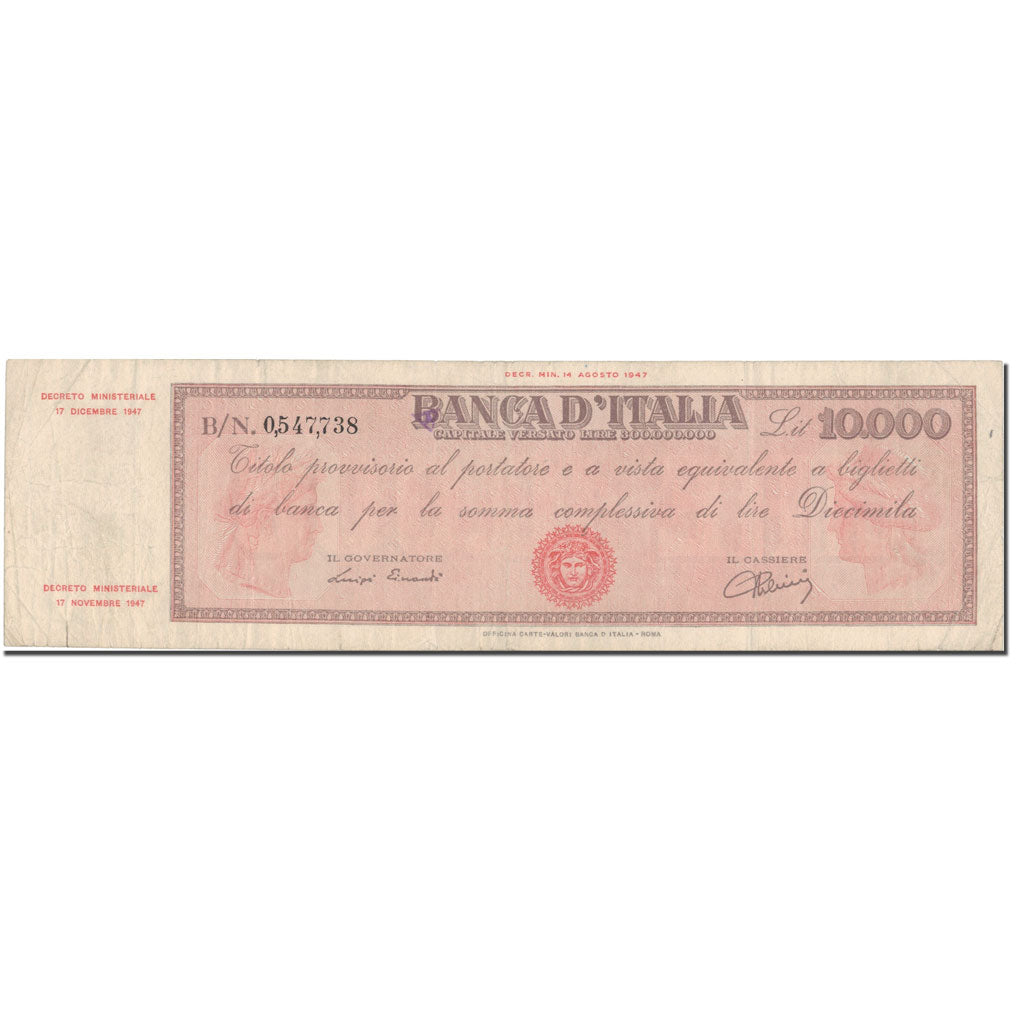 DECR. MIN. 14 AGOSTO 1947
DECRETO MINISTERIALE
17 DICEMBRE 1947
B/N. 0,547,738
BANCA D'ITALIA
CAPITALE VERSATO LIRE 300.000.000
L.it 10.000
Titolo provvisorio al portatore e a vista equivalente a biglietti
di banca per la somma complessiva di lire Diecimila
IL GOVERNATORE
Luigi Einaudi
IL CASSIERE
DECRETO MINISTERIALE
17 NOVEMBRE 1947
OFFICINA CARTE-VALORI BANCA D'ITALIA - ROMA